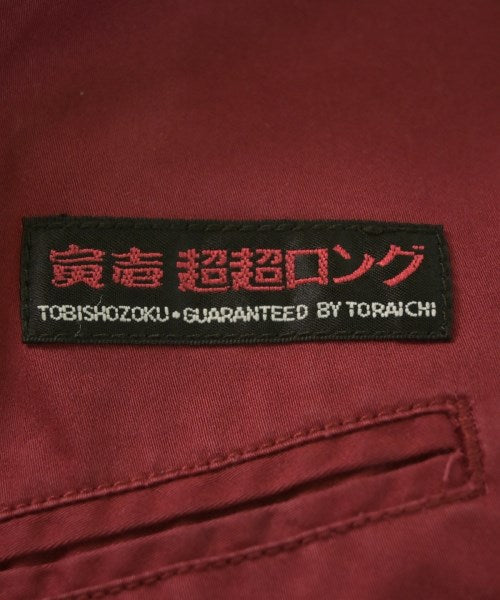 寅壱 超超ロング
TOBISHOZOKU•GUARANTEED BY TORAICHI